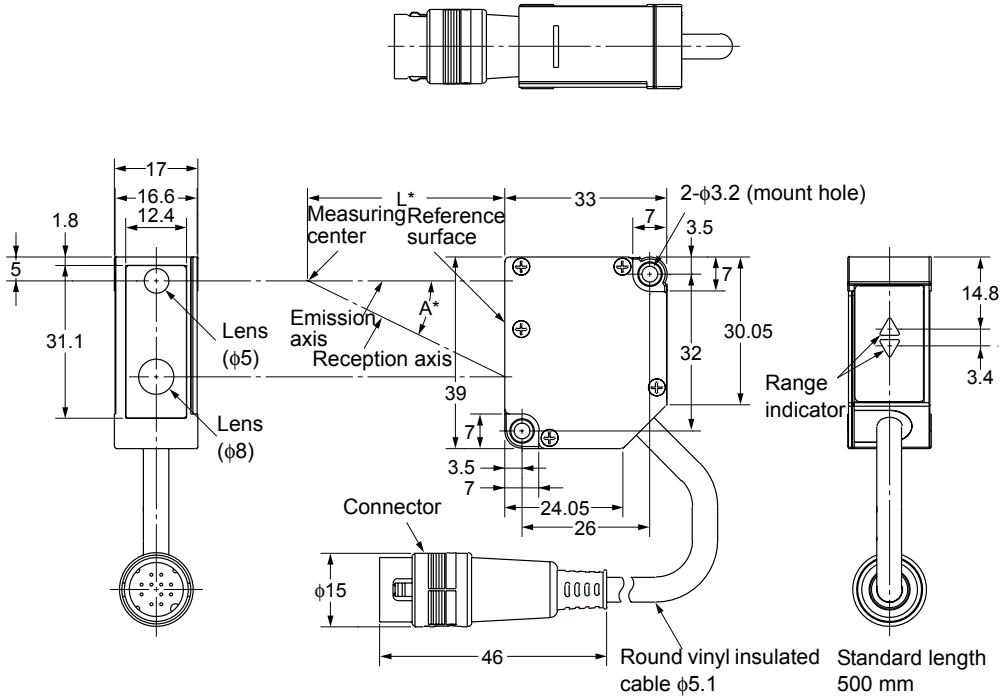 17
16.6
12.4
1.8
5
31.1
Lens
(ϕ5)
Lens
(ϕ8)
L*
Measuring
center
Reference
surface
A*
Emission
axis
Reception axis
33
2-ϕ3.2 (mount hole)
7
3.5
7
30.05
32
39
7
3.5
7
24.05
26
14.8
3.4
Range
indicator
Connector
ϕ15
46
Round vinyl insulated
cable ϕ5.1
Standard length
500 mm